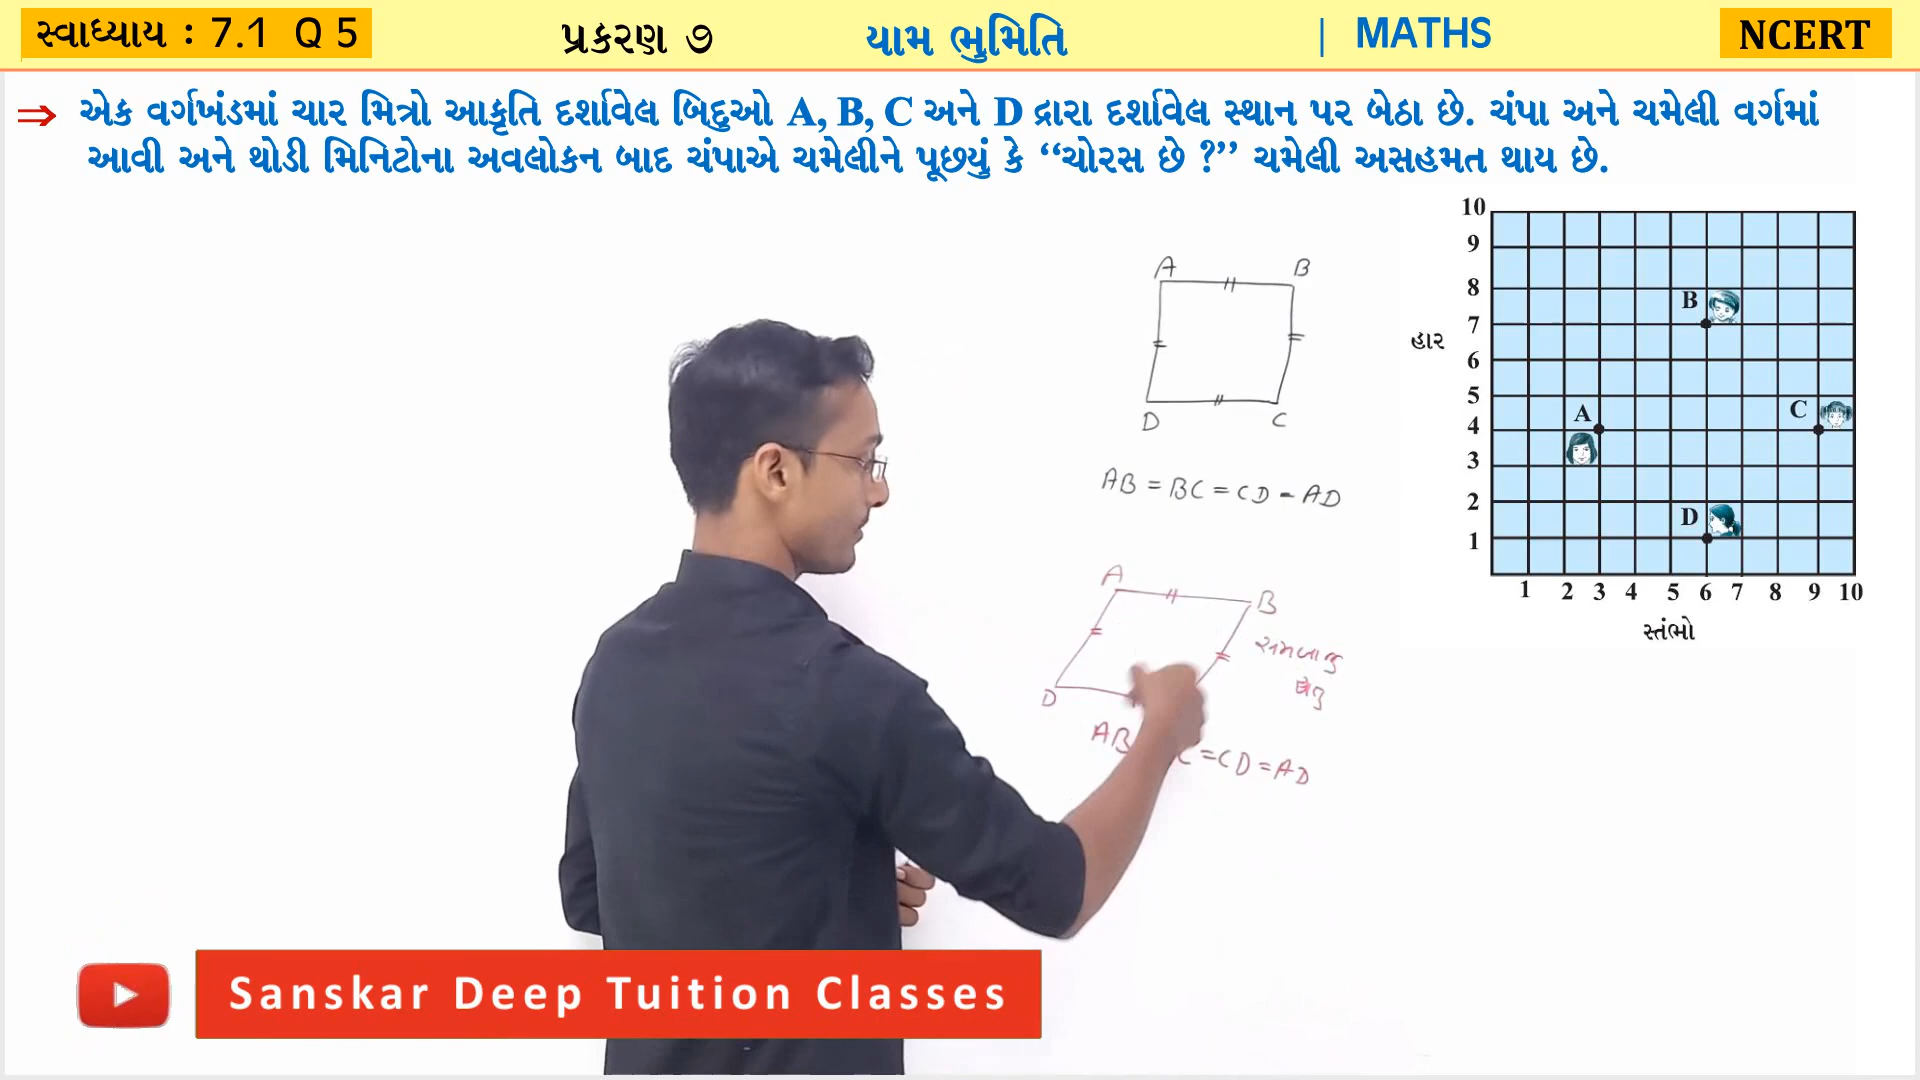 સ્વાધ્યાય : 7.1 Q 5
પ્રકરણ ૭
યામ ભુમિતિ
| MATHS
NCERT
⇒ એક વર્ગખંડમાં ચાર મિત્રો આકૃતિ દર્શાવેલ બિદુઓ A, B, C અને D દ્રારા દર્શાવેલ સ્થાન પર બેઠા છે. ચંપા અને ચમેલી વર્ગમાં
આવી અને થોડી મિનિટોના અવલોકન બાદ ચંપાએ ચમેલીને પૂછયું કે “ચોરસ છે ?” ચમેલી અસહમત થાય છે.
A B
D C
AB = BC = CD = AD
A B
સમબાજુ
D
AB C = CD = AD
10
9
8
7
6
5
4
3
2
1
હાર
B
A
C
D
1 2 3 4 5 6 7 8 9 10
સ્તંભો
Sanskar Deep Tuition Classes